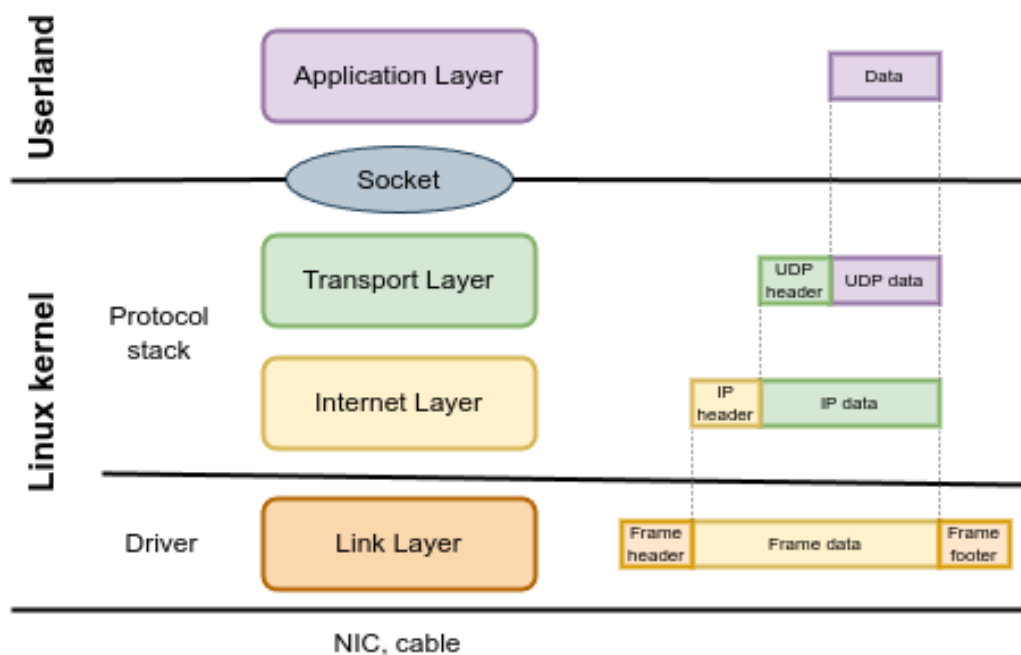 Userland
Application Layer
Data
Socket
Linux kernel
Protocol
stack
Transport Layer
UDP
header
UDP data
Internet Layer
IP
header
IP data
Driver
Link Layer
Frame
header
Frame data
Frame
footer
NIC, cable